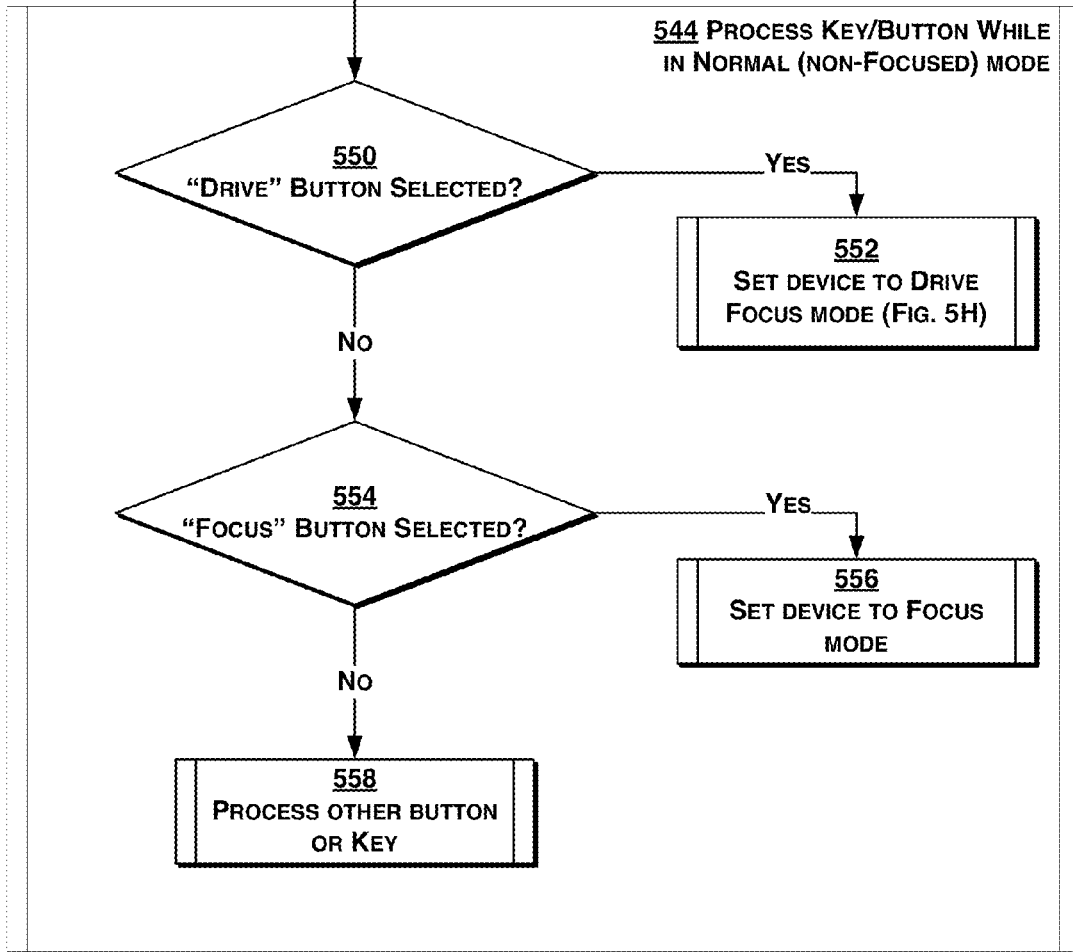 544 Process Key/Button While
in Normal (non-Focused) mode
550
“Drive” Button Selected?
Yes
552
Set device to Drive
Focus mode (Fig. 5H)
No
554
“Focus” Button Selected?
Yes
556
Set device to Focus
mode
No
558
Process other button
or Key